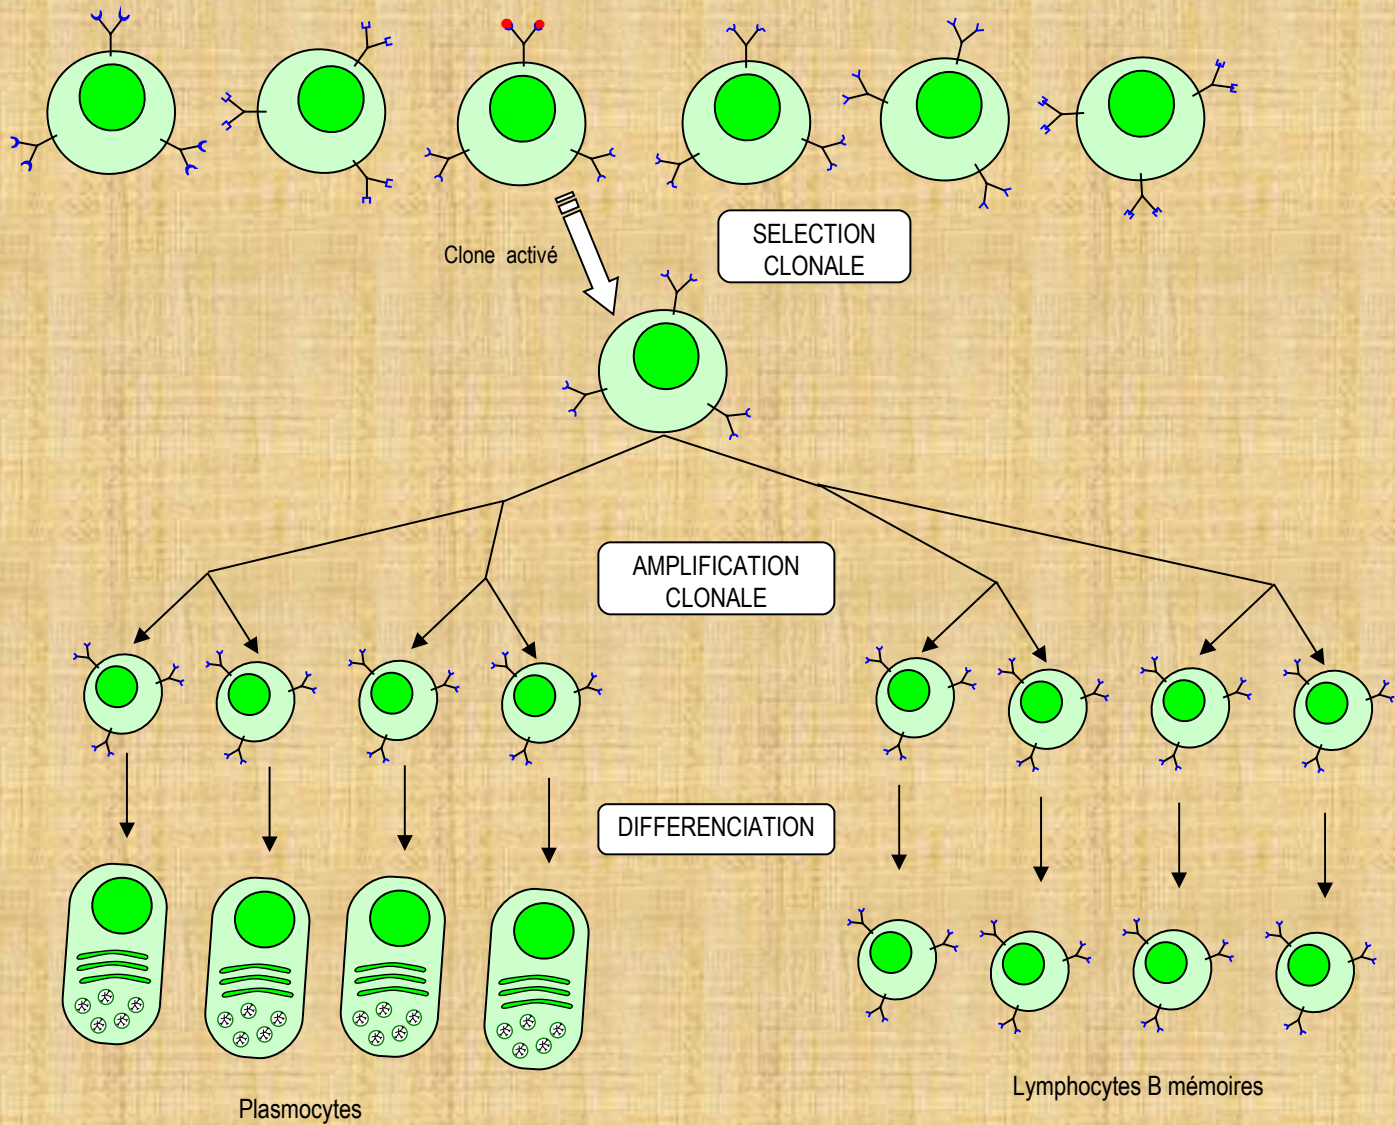 SELECTION
CLONALE
Clone activé
AMPLIFICATION
CLONALE
DIFFERENCIATION
Lymphocytes B mémoires
Plasmocytes